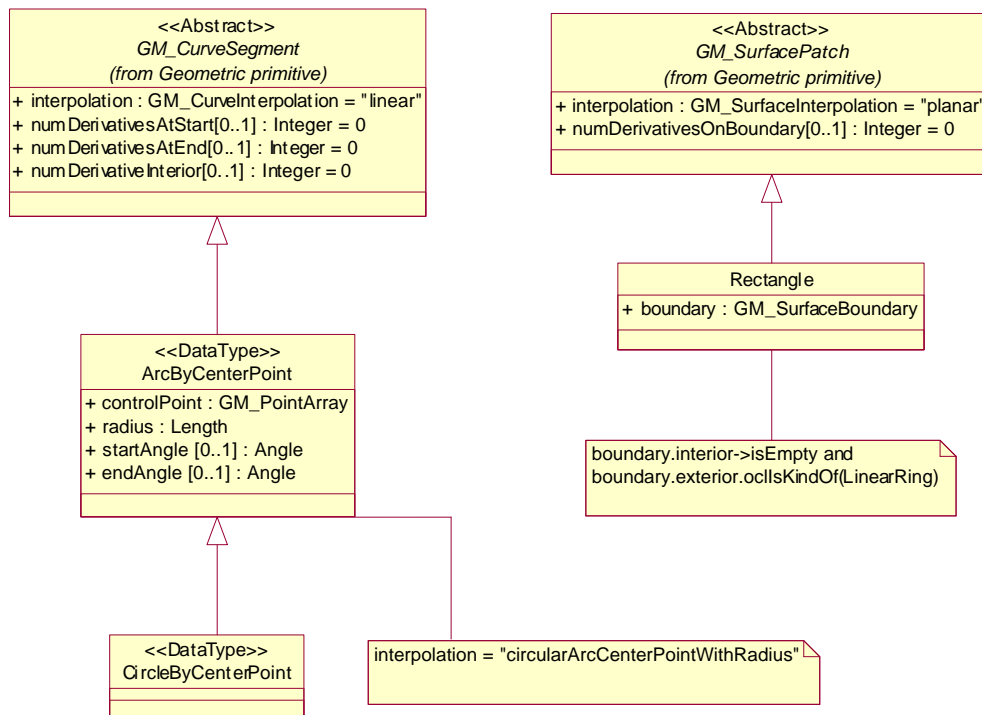 <<Abstract>>
GM_CurveSegment
(from Geometric primitive)
+ interpolation : GM_CurveInterpolation = "linear"
+ numDerivativesAtStart[0..1] : Integer = 0
+ numDerivativesAtEnd[0..1] : Integer = 0
+ numDerivativeInterior[0..1] : Integer = 0
<<Abstract>>
GM_SurfacePatch
(from Geometric primitive)
+ interpolation : GM_SurfaceInterpolation = "planar"
+ numDerivativesOnBoundary[0..1] : Integer = 0
Rectangle
+ boundary : GM_SurfaceBoundary
<<DataType>>
ArcByCenterPoint
+ controlPoint : GM_PointArray
+ radius : Length
+ startAngle [0..1] : Angle
+ endAngle [0..1] : Angle
boundary.interior->isEmpty and
boundary.exterior.oclIsKindOf(LinearRing)
<<DataType>>
CircleByCenterPoint
interpolation = "circularArcCenterPointWithRadius"